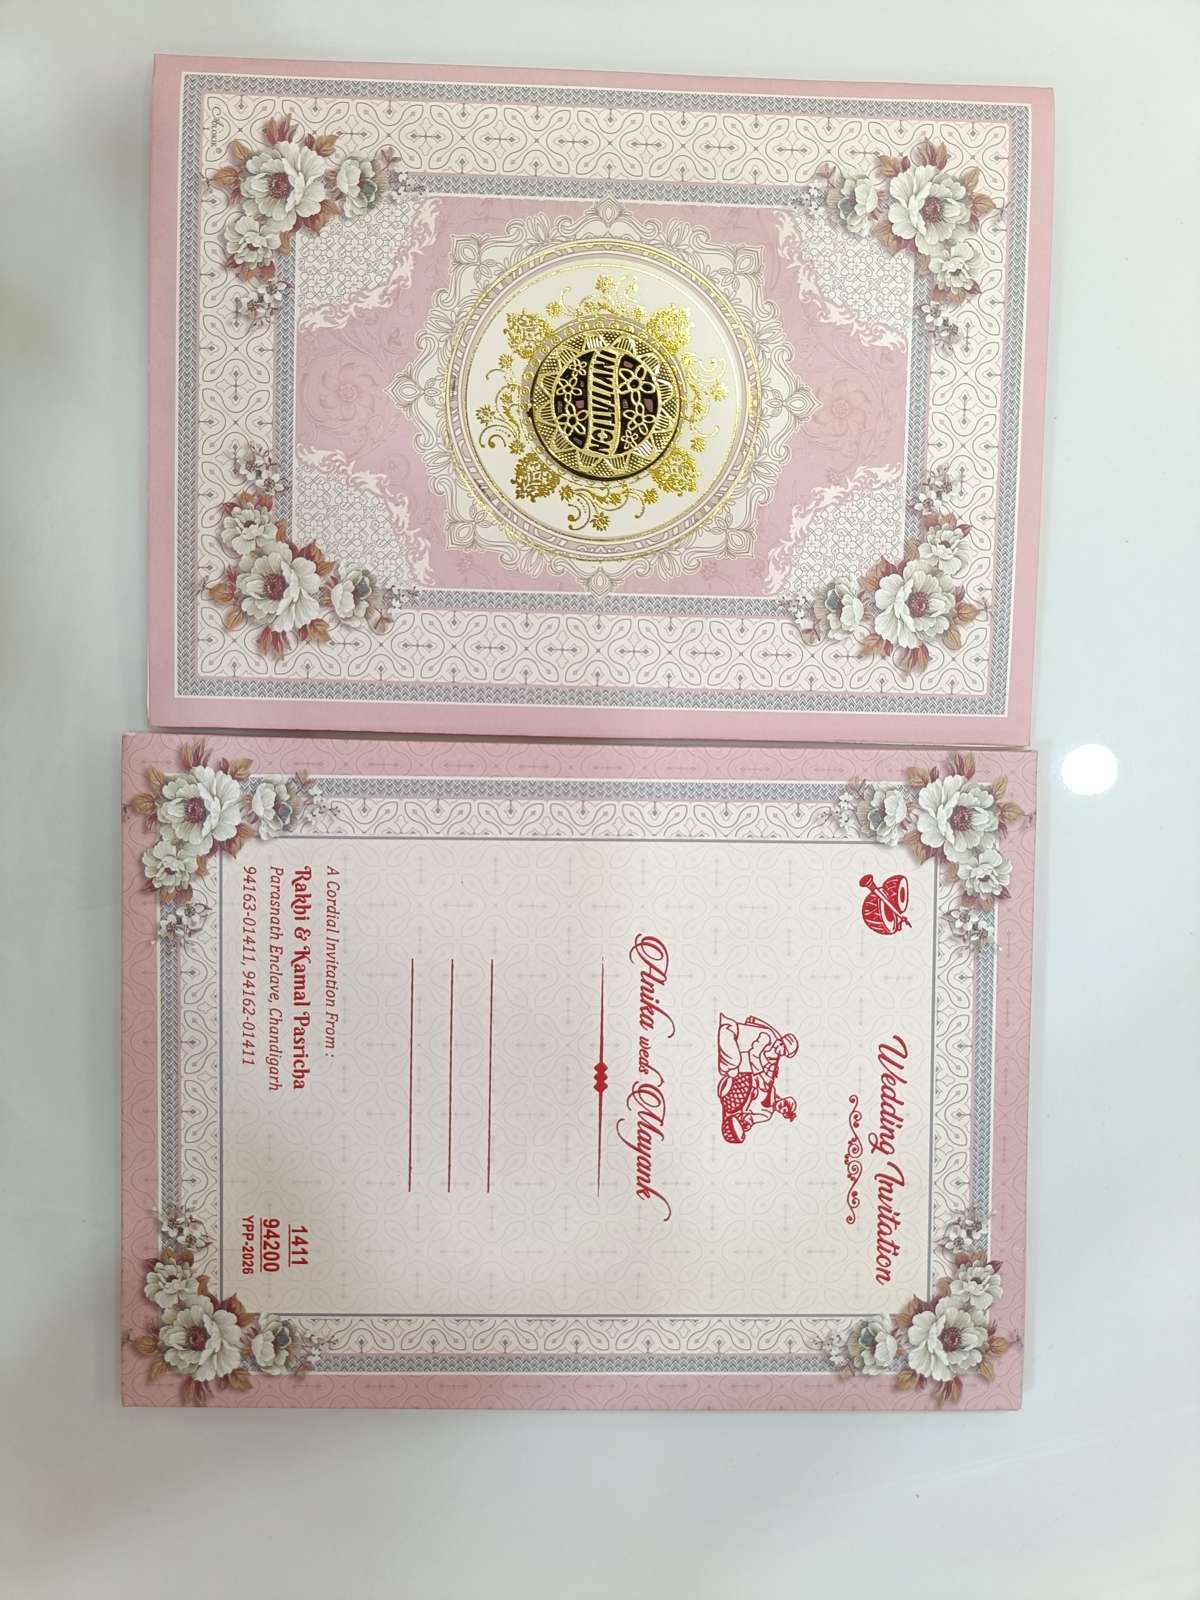 INVITATION
Wedding Invitation
Anika weds Mayank
A Cordial Invitation From :
Rakhi & Kamal Pasricha
Parasnath Enclave, Chandigarh
94163-01411, 94162-01411
1411
94200
YPP-2026